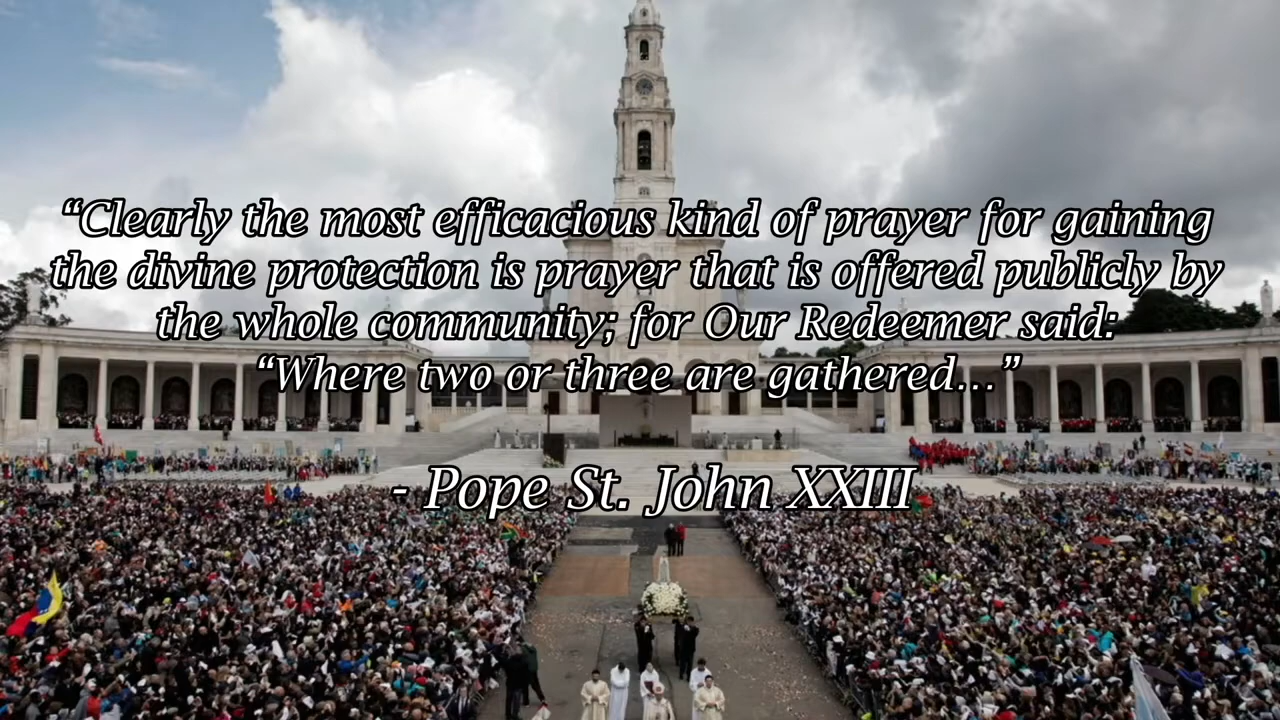 “Clearly the most efficacious kind of prayer for gaining
the divine protection is prayer that is offered publicly by
the whole community; for Our Redeemer said:
“Where two or three are gathered...”
- Pope St. John XXIII